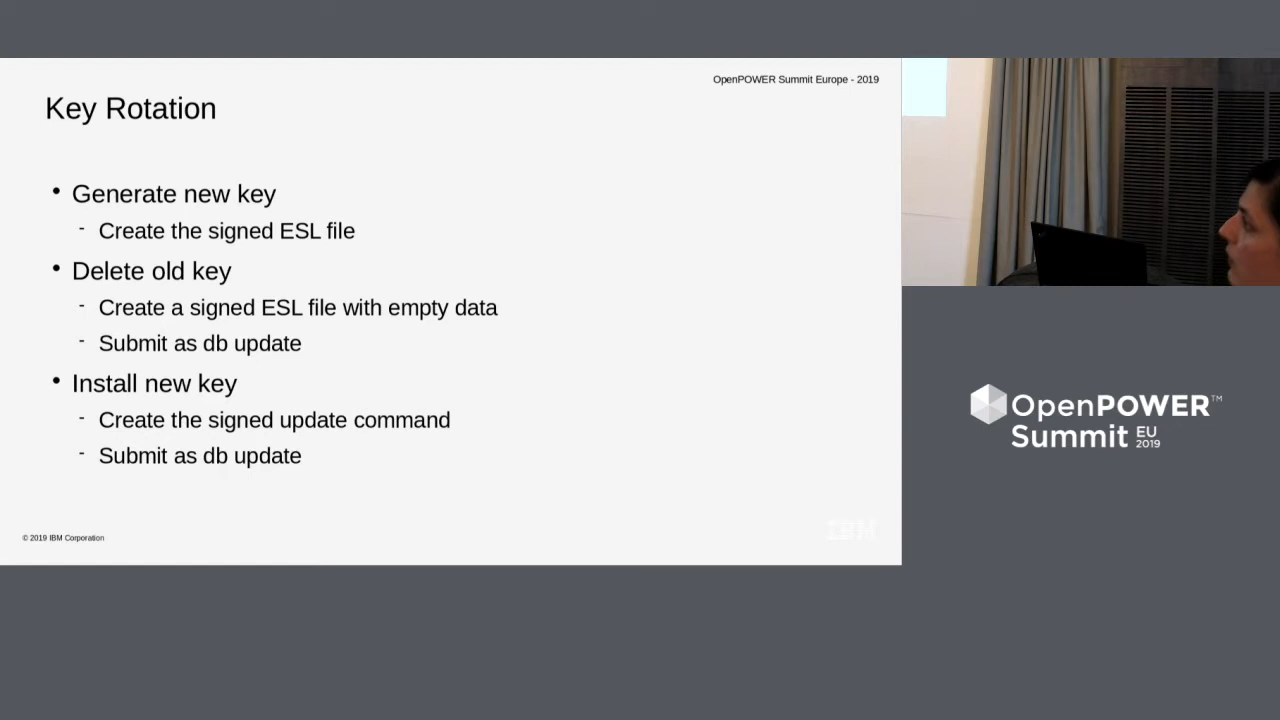 OpenPOWER Summit Europe - 2019
Key Rotation
• Generate new key
- Create the signed ESL file
• Delete old key
- Create a signed ESL file with empty data
- Submit as db update
• Install new key
- Create the signed update command
- Submit as db update
© 2019 IBM Corporation
IBM
OpenPOWER™
Summit EU 2019